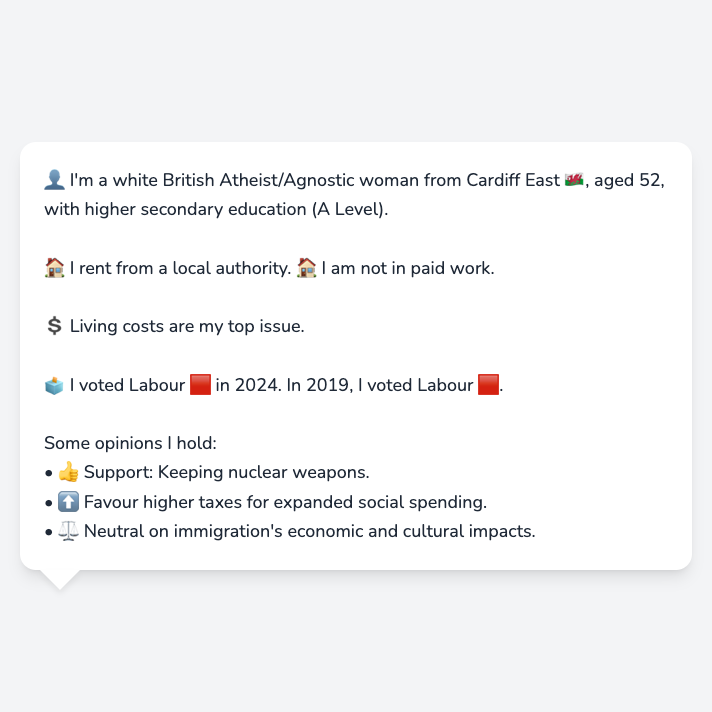 👤 I'm a white British Atheist/Agnostic woman from Cardiff East 🏴󠁧󠁢󠁷󠁬󠁳󠁿, aged 52,
with higher secondary education (A Level).
🏠 I rent from a local authority. 🏠 I am not in paid work.
💲 Living costs are my top issue.
🗳️ I voted Labour 🟥 in 2024. In 2019, I voted Labour 🟥.
Some opinions I hold:
• 👍 Support: Keeping nuclear weapons.
• ⬆️ Favour higher taxes for expanded social spending.
• ⚖️ Neutral on immigration's economic and cultural impacts.